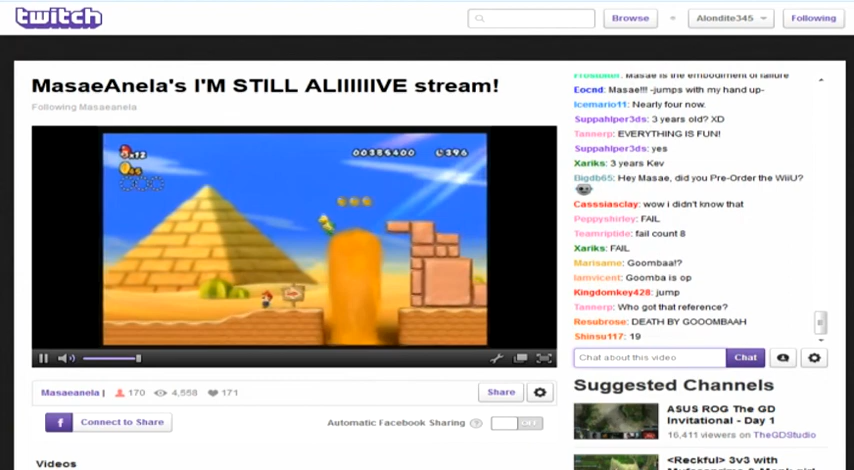 twitch
Browse
Alondite345
Following
MasaeAnela's I'M STILL ALIIIIIIVE stream!
Following Masaeanela
00385400
396
Masaeanela | 170 4,558 171
Share
Connect to Share
Automatic Facebook Sharing ? OFF
Videos
Masae is the embodiment of failure
Eocnd: Masae!!! -jumps with my hand up-
Icemario11: Nearly four now.
Suppahlper3ds: 3 years old? XD
Tannerp: EVERYTHING IS FUN!
Suppahlper3ds: yes
Xariks: 3 years Kev
Bigdb65: Hey Masae, did you Pre-Order the WiiU?
Casssiasclay: wow i didn't know that
Peppyshirley: FAIL
Teamriptide: fail count 8
Xariks: FAIL
Marisame: Goombaa!?
Iamvicent: Goomba is op
Kingdomkey428: jump
Tannerp: Who got that reference?
Resubrose: DEATH BY GOOOMBAAH
Shinsu117: 19
Chat about this video
Chat
Suggested Channels
ASUS ROG The GD
Invitational - Day 1
16,411 viewers on TheGDStudio
<Reckful> 3v3 with